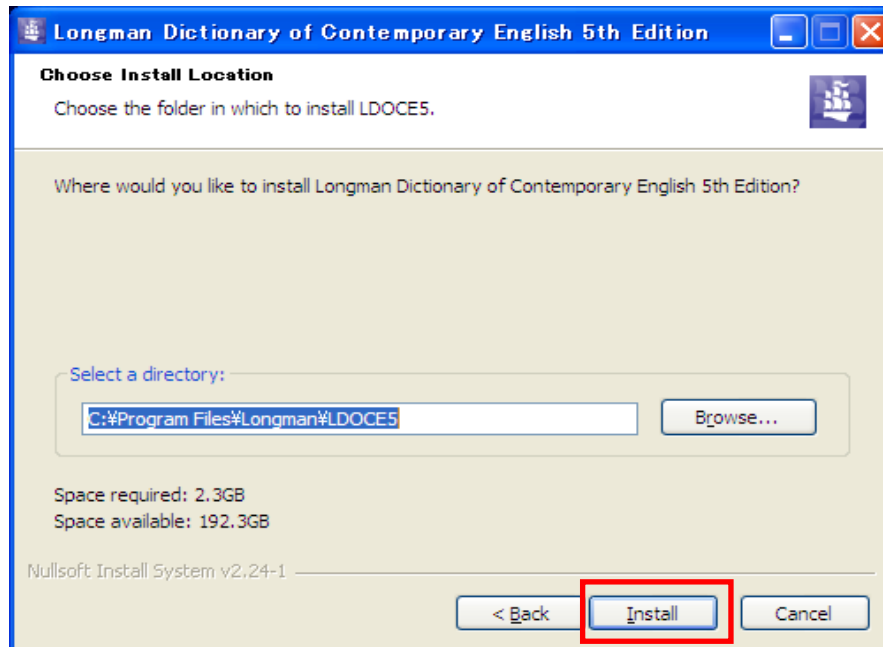 Longman Dictionary of Contemporary English 5th Edition
Choose Install Location
Choose the folder in which to install LDOCE5.
Where would you like to install Longman Dictionary of Contemporary English 5th Edition?
Select a directory:
C:¥Program Files¥Longman¥LDOCE5
Browse...
Space required: 2.3GB
Space available: 192.3GB
Nullsoft Install System v2.24-1
< Back Install Cancel